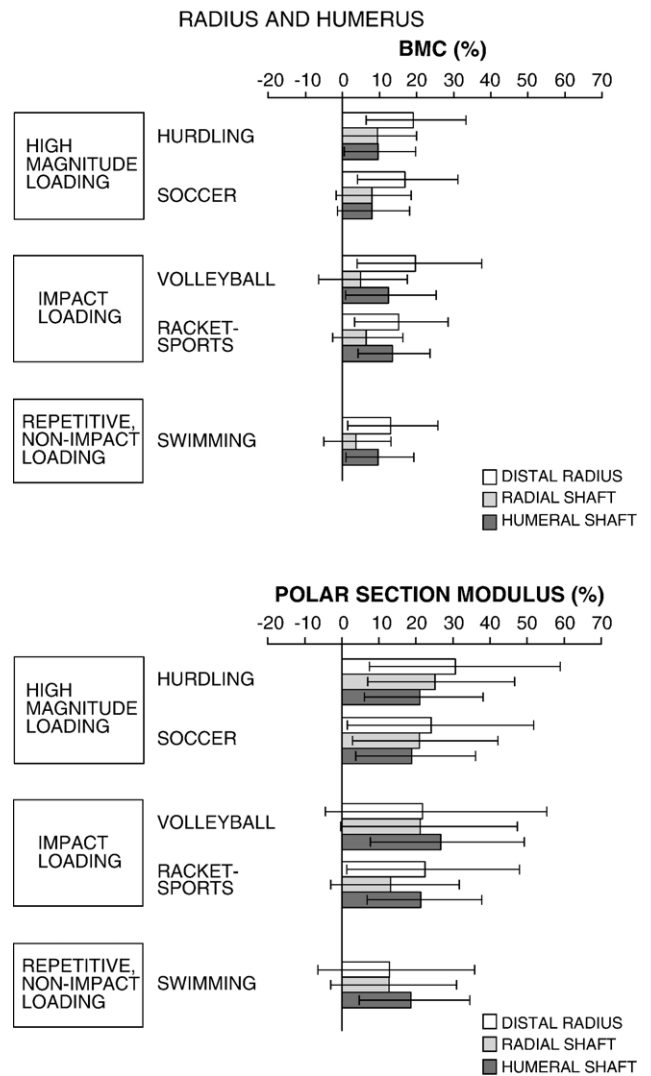 RADIUS AND HUMERUS
BMC (%)
-20 -10 0 10 20 30 40 50 60 70
HIGH
MAGNITUDE
LOADING
HURDLING
SOCCER
IMPACT
LOADING
VOLLEYBALL
RACKET-
SPORTS
REPETITIVE,
NON-IMPACT
LOADING
SWIMMING
DISTAL RADIUS
RADIAL SHAFT
HUMERAL SHAFT
POLAR SECTION MODULUS (%)
-20 -10 0 10 20 30 40 50 60 70
HIGH
MAGNITUDE
LOADING
HURDLING
SOCCER
IMPACT
LOADING
VOLLEYBALL
RACKET-
SPORTS
REPETITIVE,
NON-IMPACT
LOADING
SWIMMING
DISTAL RADIUS
RADIAL SHAFT
HUMERAL SHAFT